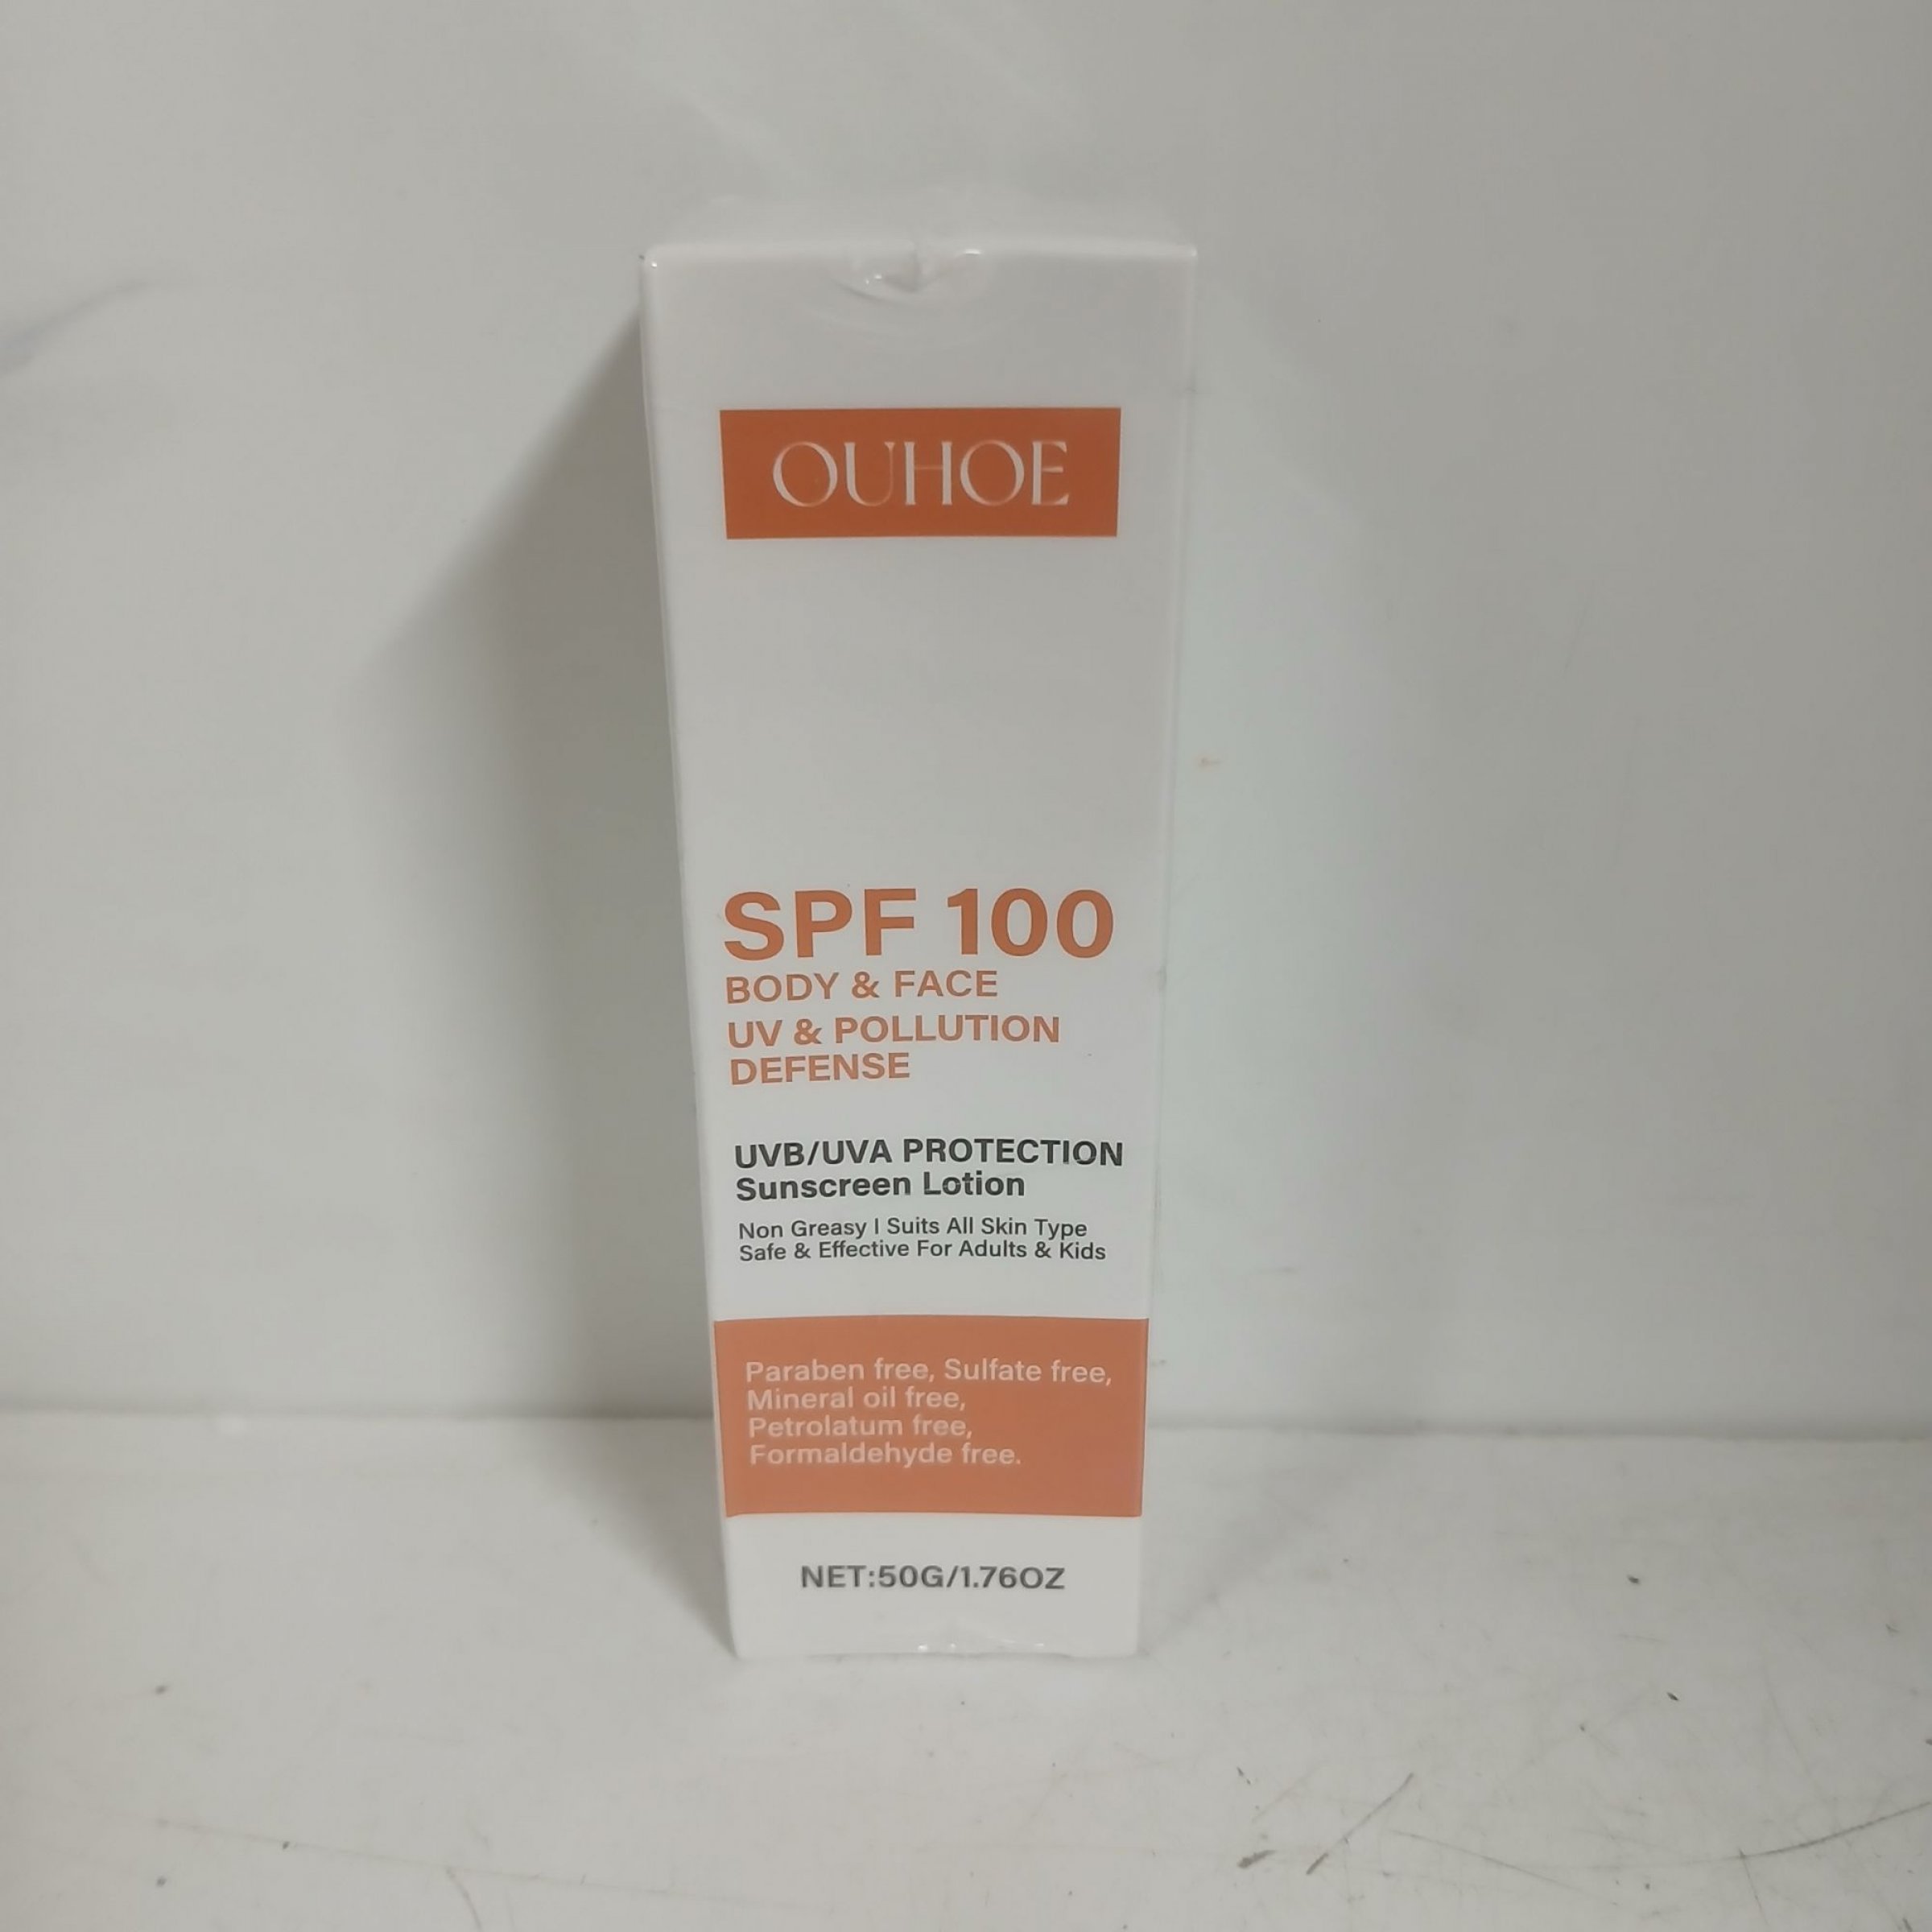 OUHOE
SPF 100
BODY & FACE
UV & POLLUTION
DEFENSE
UVB/UVA PROTECTION
Sunscreen Lotion
Non Greasy | Suits All Skin Type
Safe & Effective For Adults & Kids
Paraben free, Sulfate free,
Mineral oil free,
Petrolatum free,
Formaldehyde free.
NET:50G/1.76OZ